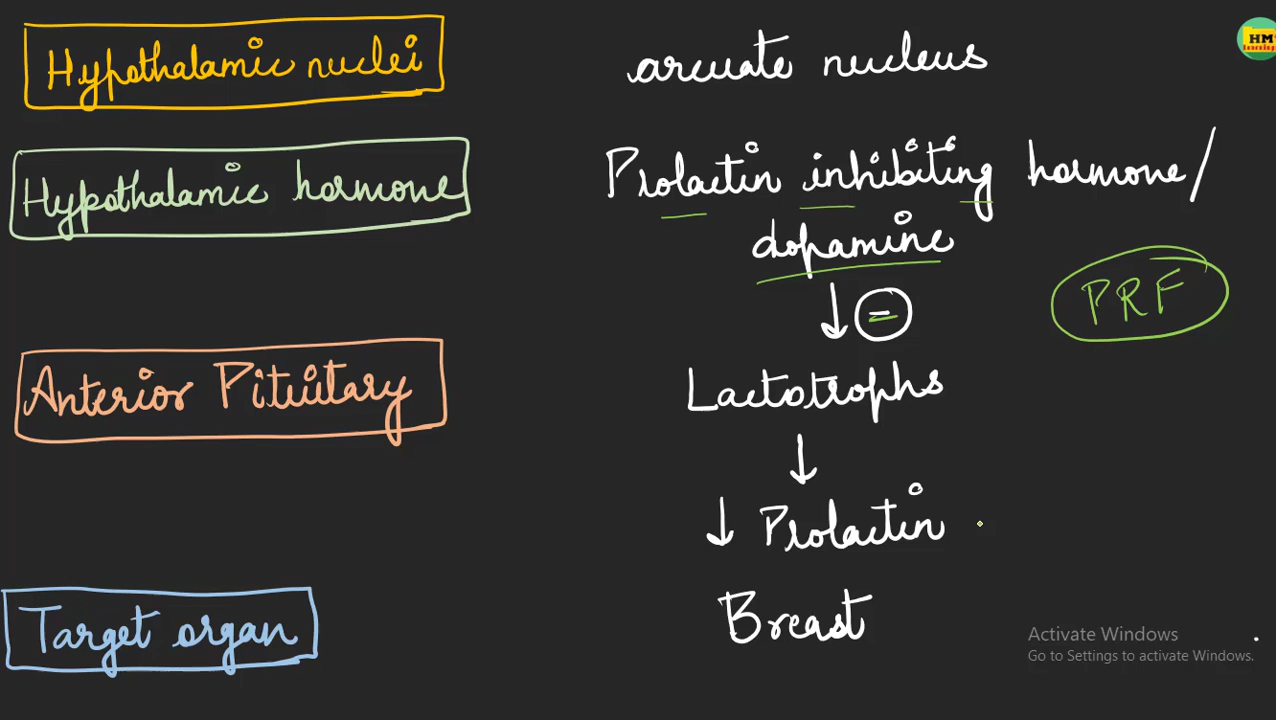 Hypothalamic nuclei
arcuate nucleus
HM
Hypothalamic hormone
Prolactin inhibiting hormone/
dopamine
PRF
-
Anterior Pituitary
Lactotrophs
↓ Prolactin
Target organ
Breast
Activate Windows
Go to Settings to activate Windows.